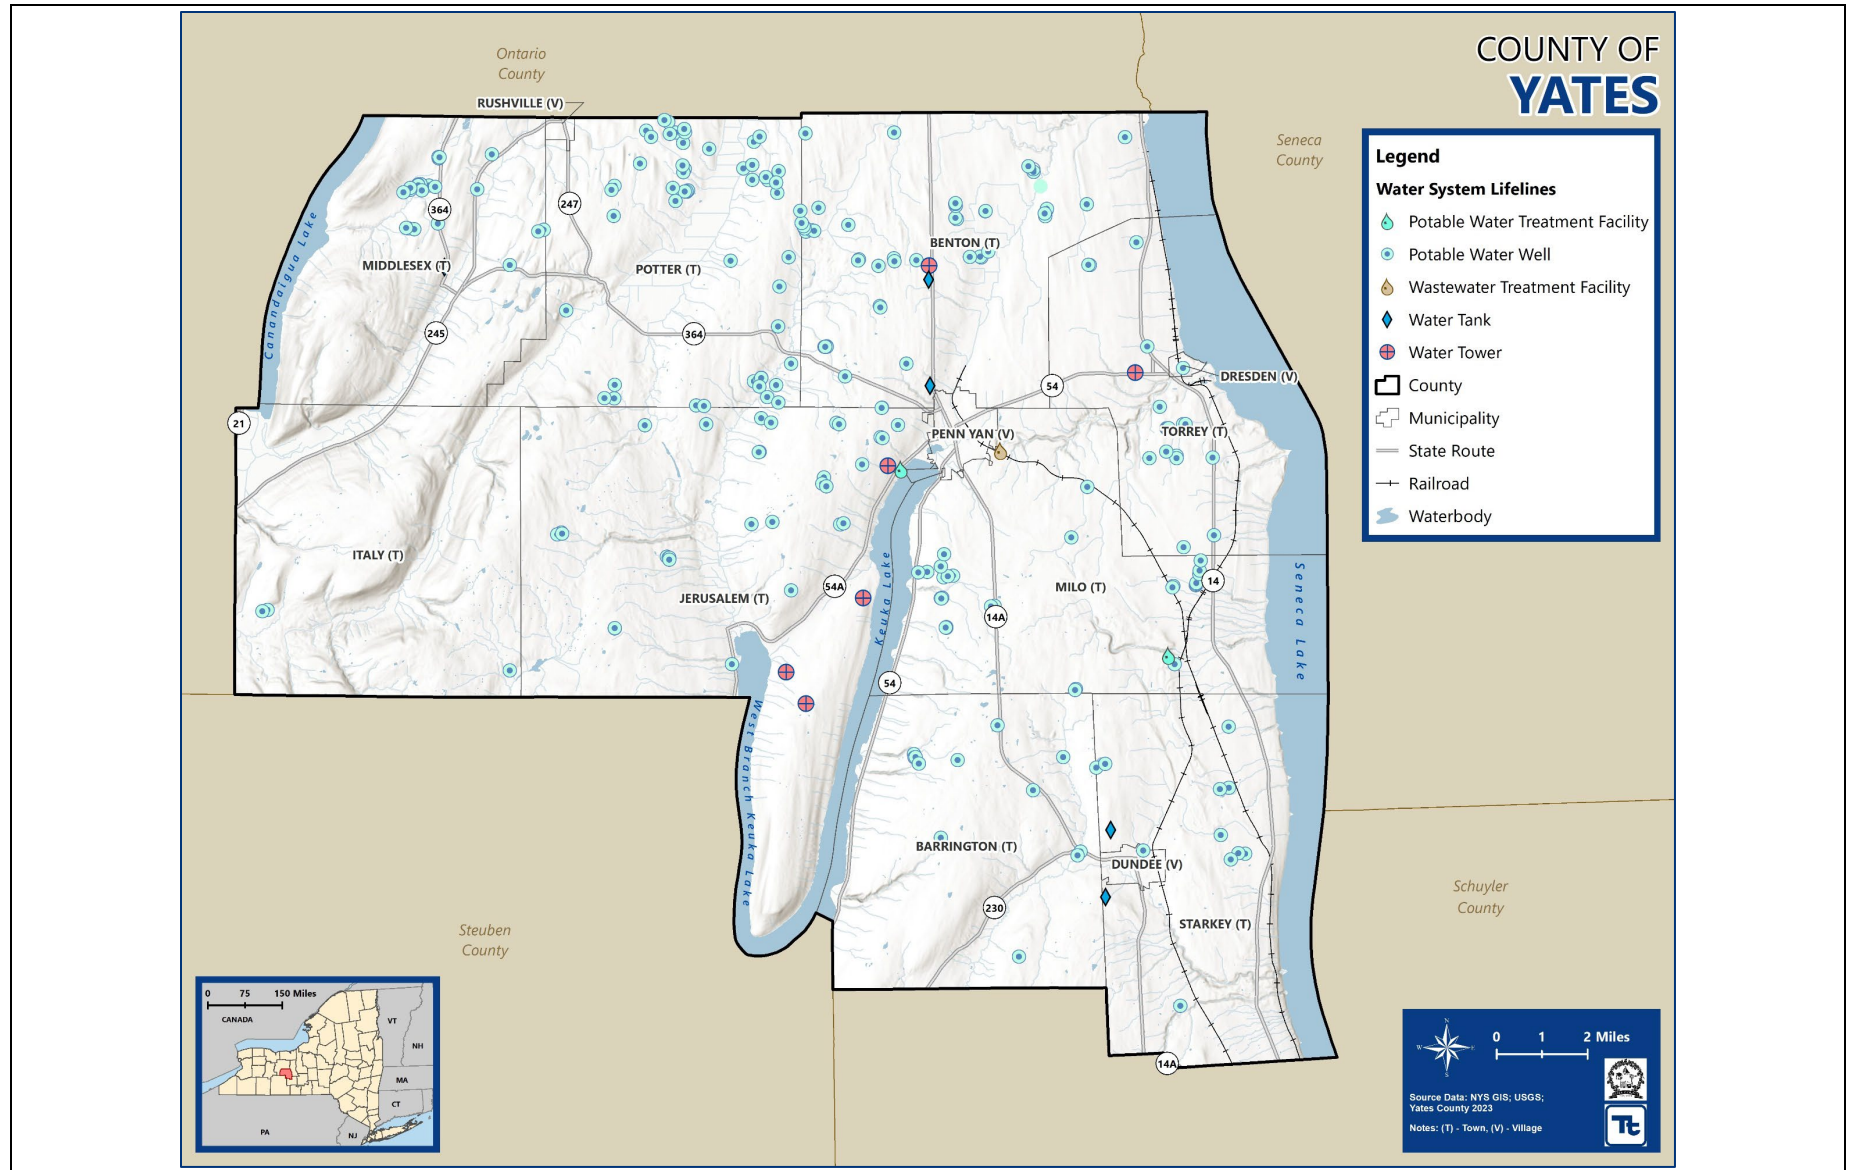 COUNTY OF
YATES
Ontario
County
RUSHVILLE (V)
Seneca
County
Legend
Water System Lifelines
Potable Water Treatment Facility
Potable Water Well
Wastewater Treatment Facility
Water Tank
Water Tower
County
Municipality
State Route
Railroad
Waterbody
364
247
Canandaigua Lake
MIDDLESEX (T)
POTTER (T)
BENTON (T)
245
364
54
DRESDEN (V)
21
PENN YAN (V)
TORREY (T)
ITALY (T)
JERUSALEM (T)
54A
Keuka Lake
MILO (T)
14
14A
Seneca Lake
54
West Branch Keuka Lake
BARRINGTON (T)
DUNDEE (V)
230
STARKEY (T)
Schuyler
County
Steuben
County
14A
0 75 150 Miles
CANADA
VT
NH
MA
CT
PA
NJ
N
W E
S
0 1 2 Miles
Source Data: NYS GIS; USGS;
Yates County 2023
Notes: (T) - Town, (V) - Village
Tt